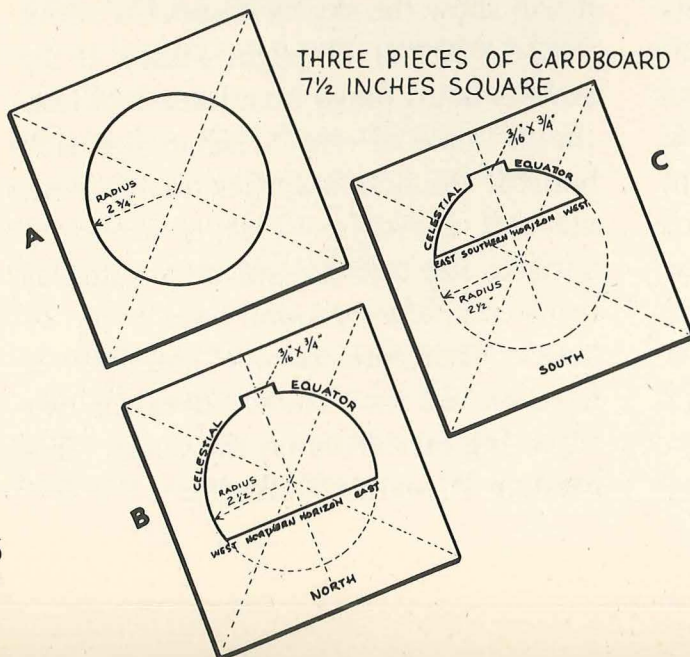 THREE PIECES OF CARDBOARD
7½ INCHES SQUARE
A
RADIUS
2 ¾"
C
3/16" X ¾"
CELESTIAL EQUATOR
EAST SOUTHERN HORIZON WEST
RADIUS
2½"
SOUTH
B
3/16" X ¾"
CELESTIAL EQUATOR
RADIUS
2½"
WEST NORTHERN HORIZON EAST
NORTH